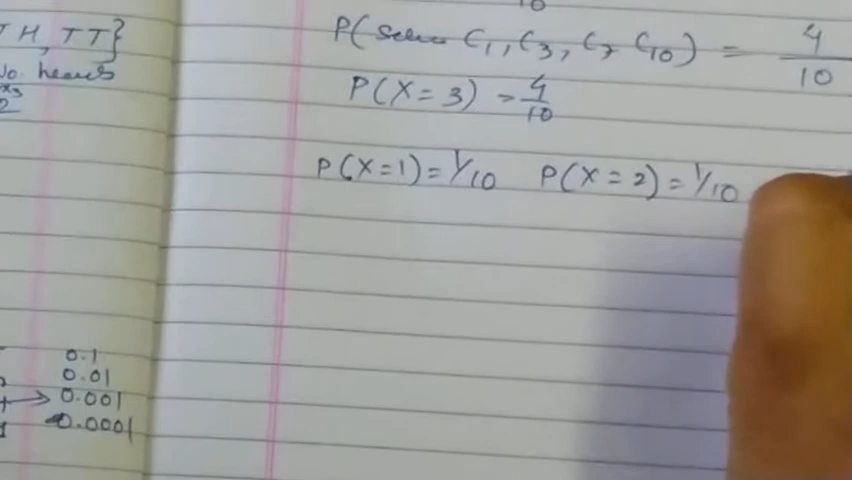 TH, TT}
No. heads
P(Select C1, C3, C7 C10) = 4/10
P(X=3) = 4/10
P(X=1) = 1/10 P(X=2) = 1/10
0.1
0.01
→ 0.001
0.0001